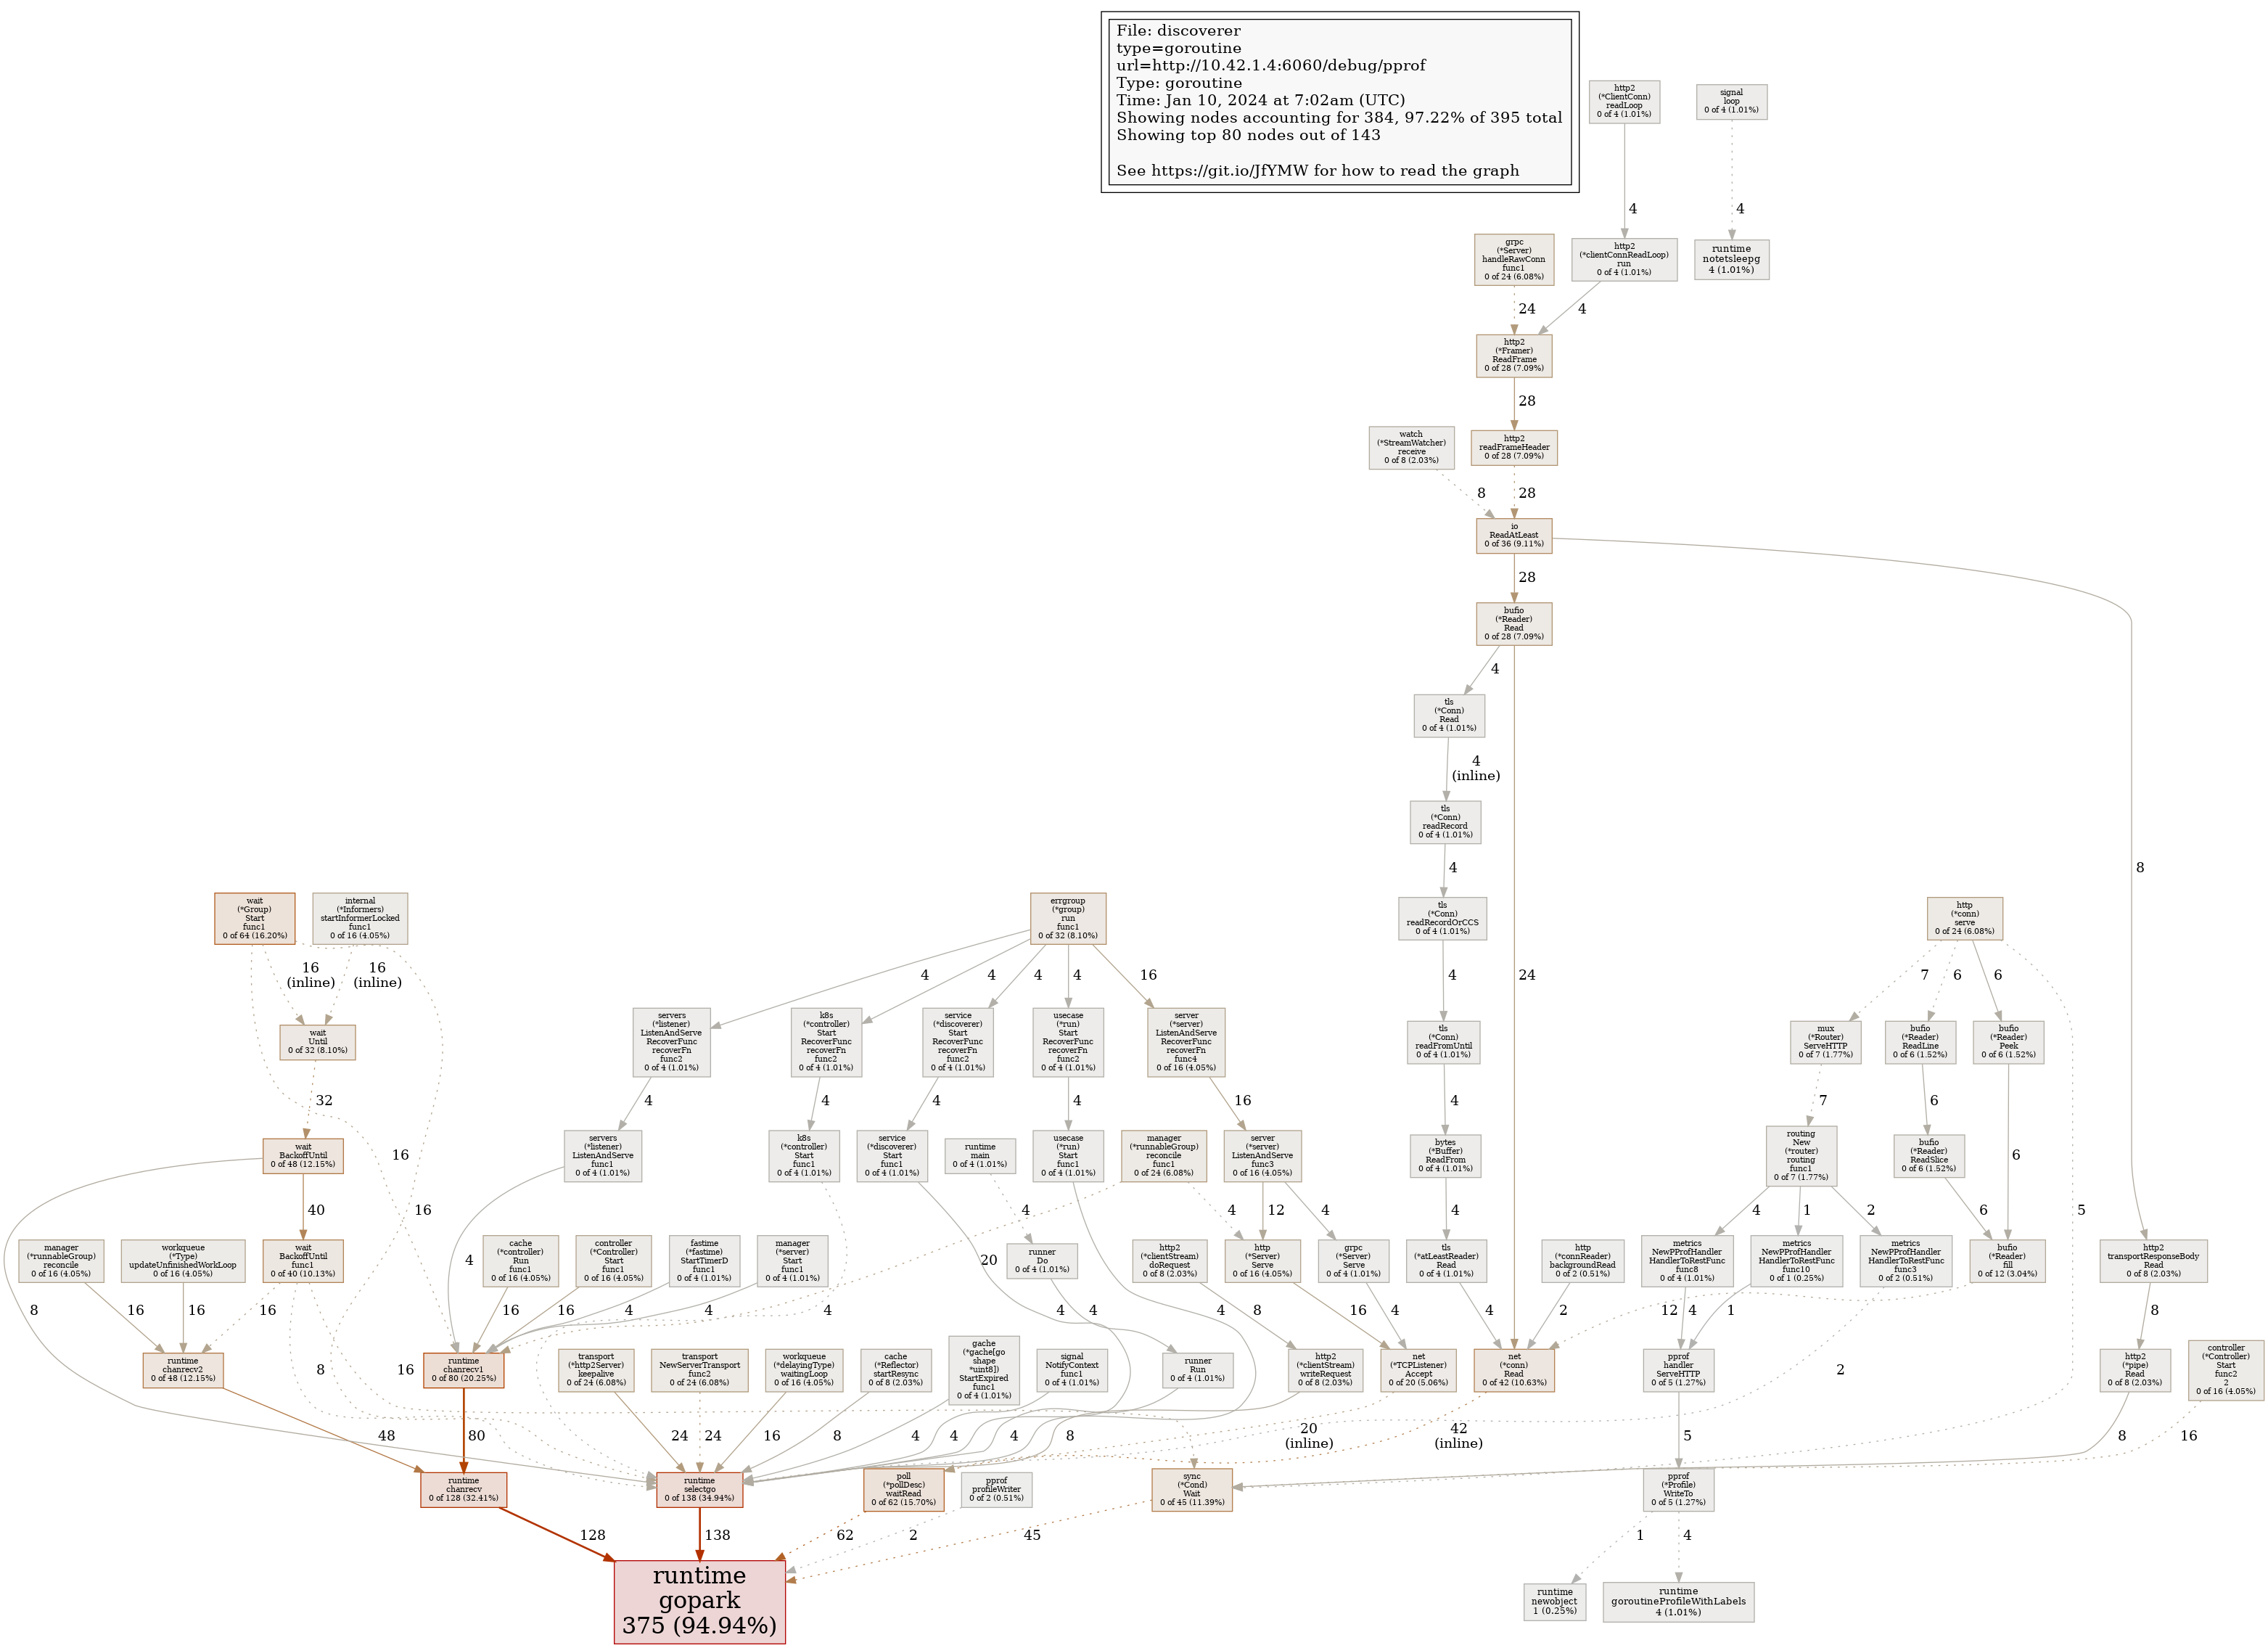 File: discoverer
type=goroutine
url=http://10.42.1.4:6060/debug/pprof
Type: goroutine
Time: Jan 10, 2024 at 7:02am (UTC)
Showing nodes accounting for 384, 97.22% of 395 total
Showing top 80 nodes out of 143
See https://git.io/JfYMW for how to read the graph
http2
(*ClientConn)
readLoop
0 of 4 (1.01%)
signal
loop
0 of 4 (1.01%)
4
4
grpc
(*Server)
handleRawConn
func1
0 of 24 (6.08%)
http2
(*clientConnReadLoop)
run
0 of 4 (1.01%)
runtime
notetsleepg
4 (1.01%)
24
4
http2
(*Framer)
ReadFrame
0 of 28 (7.09%)
28
watch
(*StreamWatcher)
receive
0 of 8 (2.03%)
http2
readFrameHeader
0 of 28 (7.09%)
8
28
io
ReadAtLeast
0 of 36 (9.11%)
28
bufio
(*Reader)
Read
0 of 28 (7.09%)
4
tls
(*Conn)
Read
0 of 4 (1.01%)
4
(inline)
tls
(*Conn)
readRecord
0 of 4 (1.01%)
4
8
wait
(*Group)
Start
func1
0 of 64 (16.20%)
internal
(*Informers)
startInformerLocked
func1
0 of 16 (4.05%)
errgroup
(*group)
run
func1
0 of 32 (8.10%)
tls
(*Conn)
readRecordOrCCS
0 of 4 (1.01%)
http
(*conn)
serve
0 of 24 (6.08%)
16
(inline)
16
(inline)
4
4
4
4
16
4
24
7
6
6
wait
Until
0 of 32 (8.10%)
servers
(*listener)
ListenAndServe
RecoverFunc
recoverFn
func2
0 of 4 (1.01%)
k8s
(*controller)
Start
RecoverFunc
recoverFn
func2
0 of 4 (1.01%)
service
(*discoverer)
Start
RecoverFunc
recoverFn
func2
0 of 4 (1.01%)
usecase
(*run)
Start
RecoverFunc
recoverFn
func2
0 of 4 (1.01%)
server
(*server)
ListenAndServe
RecoverFunc
recoverFn
func4
0 of 16 (4.05%)
tls
(*Conn)
readFromUntil
0 of 4 (1.01%)
mux
(*Router)
ServeHTTP
0 of 7 (1.77%)
bufio
(*Reader)
ReadLine
0 of 6 (1.52%)
bufio
(*Reader)
Peek
0 of 6 (1.52%)
32
4
4
4
4
16
4
7
6
wait
BackoffUntil
0 of 48 (12.15%)
16
servers
(*listener)
ListenAndServe
func1
0 of 4 (1.01%)
k8s
(*controller)
Start
func1
0 of 4 (1.01%)
service
(*discoverer)
Start
func1
0 of 4 (1.01%)
runtime
main
0 of 4 (1.01%)
usecase
(*run)
Start
func1
0 of 4 (1.01%)
manager
(*runnableGroup)
reconcile
func1
0 of 24 (6.08%)
server
(*server)
ListenAndServe
func3
0 of 16 (4.05%)
bytes
(*Buffer)
ReadFrom
0 of 4 (1.01%)
routing
New
(*router)
routing
func1
0 of 7 (1.77%)
bufio
(*Reader)
ReadSlice
0 of 6 (1.52%)
6
40
16
4
4
12
4
4
4
1
2
6
5
manager
(*runnableGroup)
reconcile
0 of 16 (4.05%)
workqueue
(*Type)
updateUnfinishedWorkLoop
0 of 16 (4.05%)
wait
BackoffUntil
func1
0 of 40 (10.13%)
4
cache
(*controller)
Run
func1
0 of 16 (4.05%)
controller
(*Controller)
Start
func1
0 of 16 (4.05%)
fastime
(*fastime)
StartTimerD
func1
0 of 4 (1.01%)
manager
(*server)
Start
func1
0 of 4 (1.01%)
20
runner
Do
0 of 4 (1.01%)
http2
(*clientStream)
doRequest
0 of 8 (2.03%)
http
(*Server)
Serve
0 of 16 (4.05%)
grpc
(*Server)
Serve
0 of 4 (1.01%)
tls
(*atLeastReader)
Read
0 of 4 (1.01%)
http
(*connReader)
backgroundRead
0 of 2 (0.51%)
metrics
NewPProfHandler
HandlerToRestFunc
func8
0 of 4 (1.01%)
metrics
NewPProfHandler
HandlerToRestFunc
func10
0 of 1 (0.25%)
metrics
NewPProfHandler
HandlerToRestFunc
func3
0 of 2 (0.51%)
bufio
(*Reader)
fill
0 of 12 (3.04%)
http2
transportResponseBody
Read
0 of 8 (2.03%)
8
16
16
16
16
16
4
4
4
4
4
4
8
16
4
4
2
4
1
12
8
runtime
chanrecv2
0 of 48 (12.15%)
8
16
runtime
chanrecv1
0 of 80 (20.25%)
transport
(*http2Server)
keepalive
0 of 24 (6.08%)
transport
NewServerTransport
func2
0 of 24 (6.08%)
workqueue
(*delayingType)
waitingLoop
0 of 16 (4.05%)
cache
(*Reflector)
startResync
0 of 8 (2.03%)
gache
(*gache[go
shape
*uint8])
StartExpired
func1
0 of 4 (1.01%)
signal
NotifyContext
func1
0 of 4 (1.01%)
runner
Run
0 of 4 (1.01%)
http2
(*clientStream)
writeRequest
0 of 8 (2.03%)
net
(*TCPListener)
Accept
0 of 20 (5.06%)
net
(*conn)
Read
0 of 42 (10.63%)
pprof
handler
ServeHTTP
0 of 5 (1.27%)
2
http2
(*pipe)
Read
0 of 8 (2.03%)
controller
(*Controller)
Start
func2
2
0 of 16 (4.05%)
48
80
24
24
16
8
4
4
4
8
20
(inline)
42
(inline)
5
8
16
runtime
chanrecv
0 of 128 (32.41%)
runtime
selectgo
0 of 138 (34.94%)
poll
(*pollDesc)
waitRead
0 of 62 (15.70%)
pprof
profileWriter
0 of 2 (0.51%)
sync
(*Cond)
Wait
0 of 45 (11.39%)
pprof
(*Profile)
WriteTo
0 of 5 (1.27%)
128
138
62
2
45
1
4
runtime
gopark
375 (94.94%)
runtime
newobject
1 (0.25%)
runtime
goroutineProfileWithLabels
4 (1.01%)